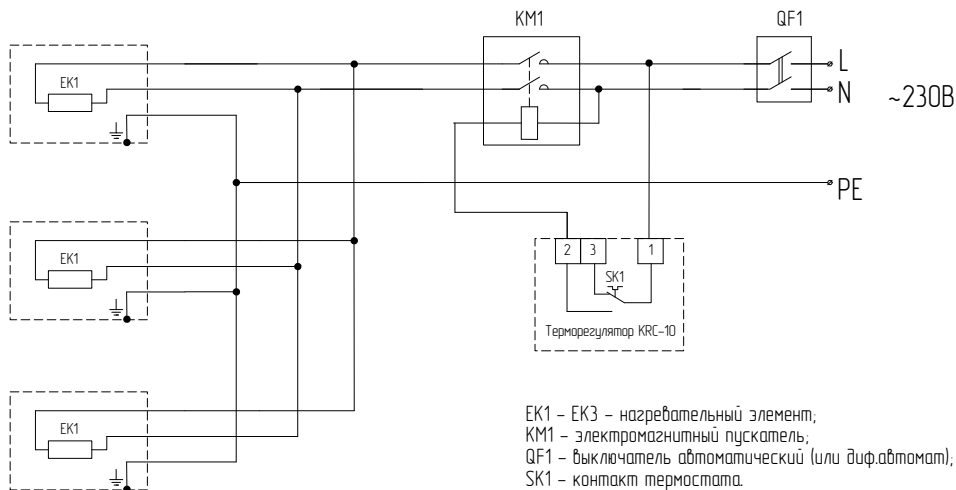 KM1
QF1
L
N
~230В
PE
EK1
EK1
EK1
2 3 1
SK1
Терморегулятор KRC-10
EK1 - EK3 - нагревательный элемент;
KM1 - электромагнитный пускатель;
QF1 - выключатель автоматический (или диф.автомат);
SK1 - контакт термостата.